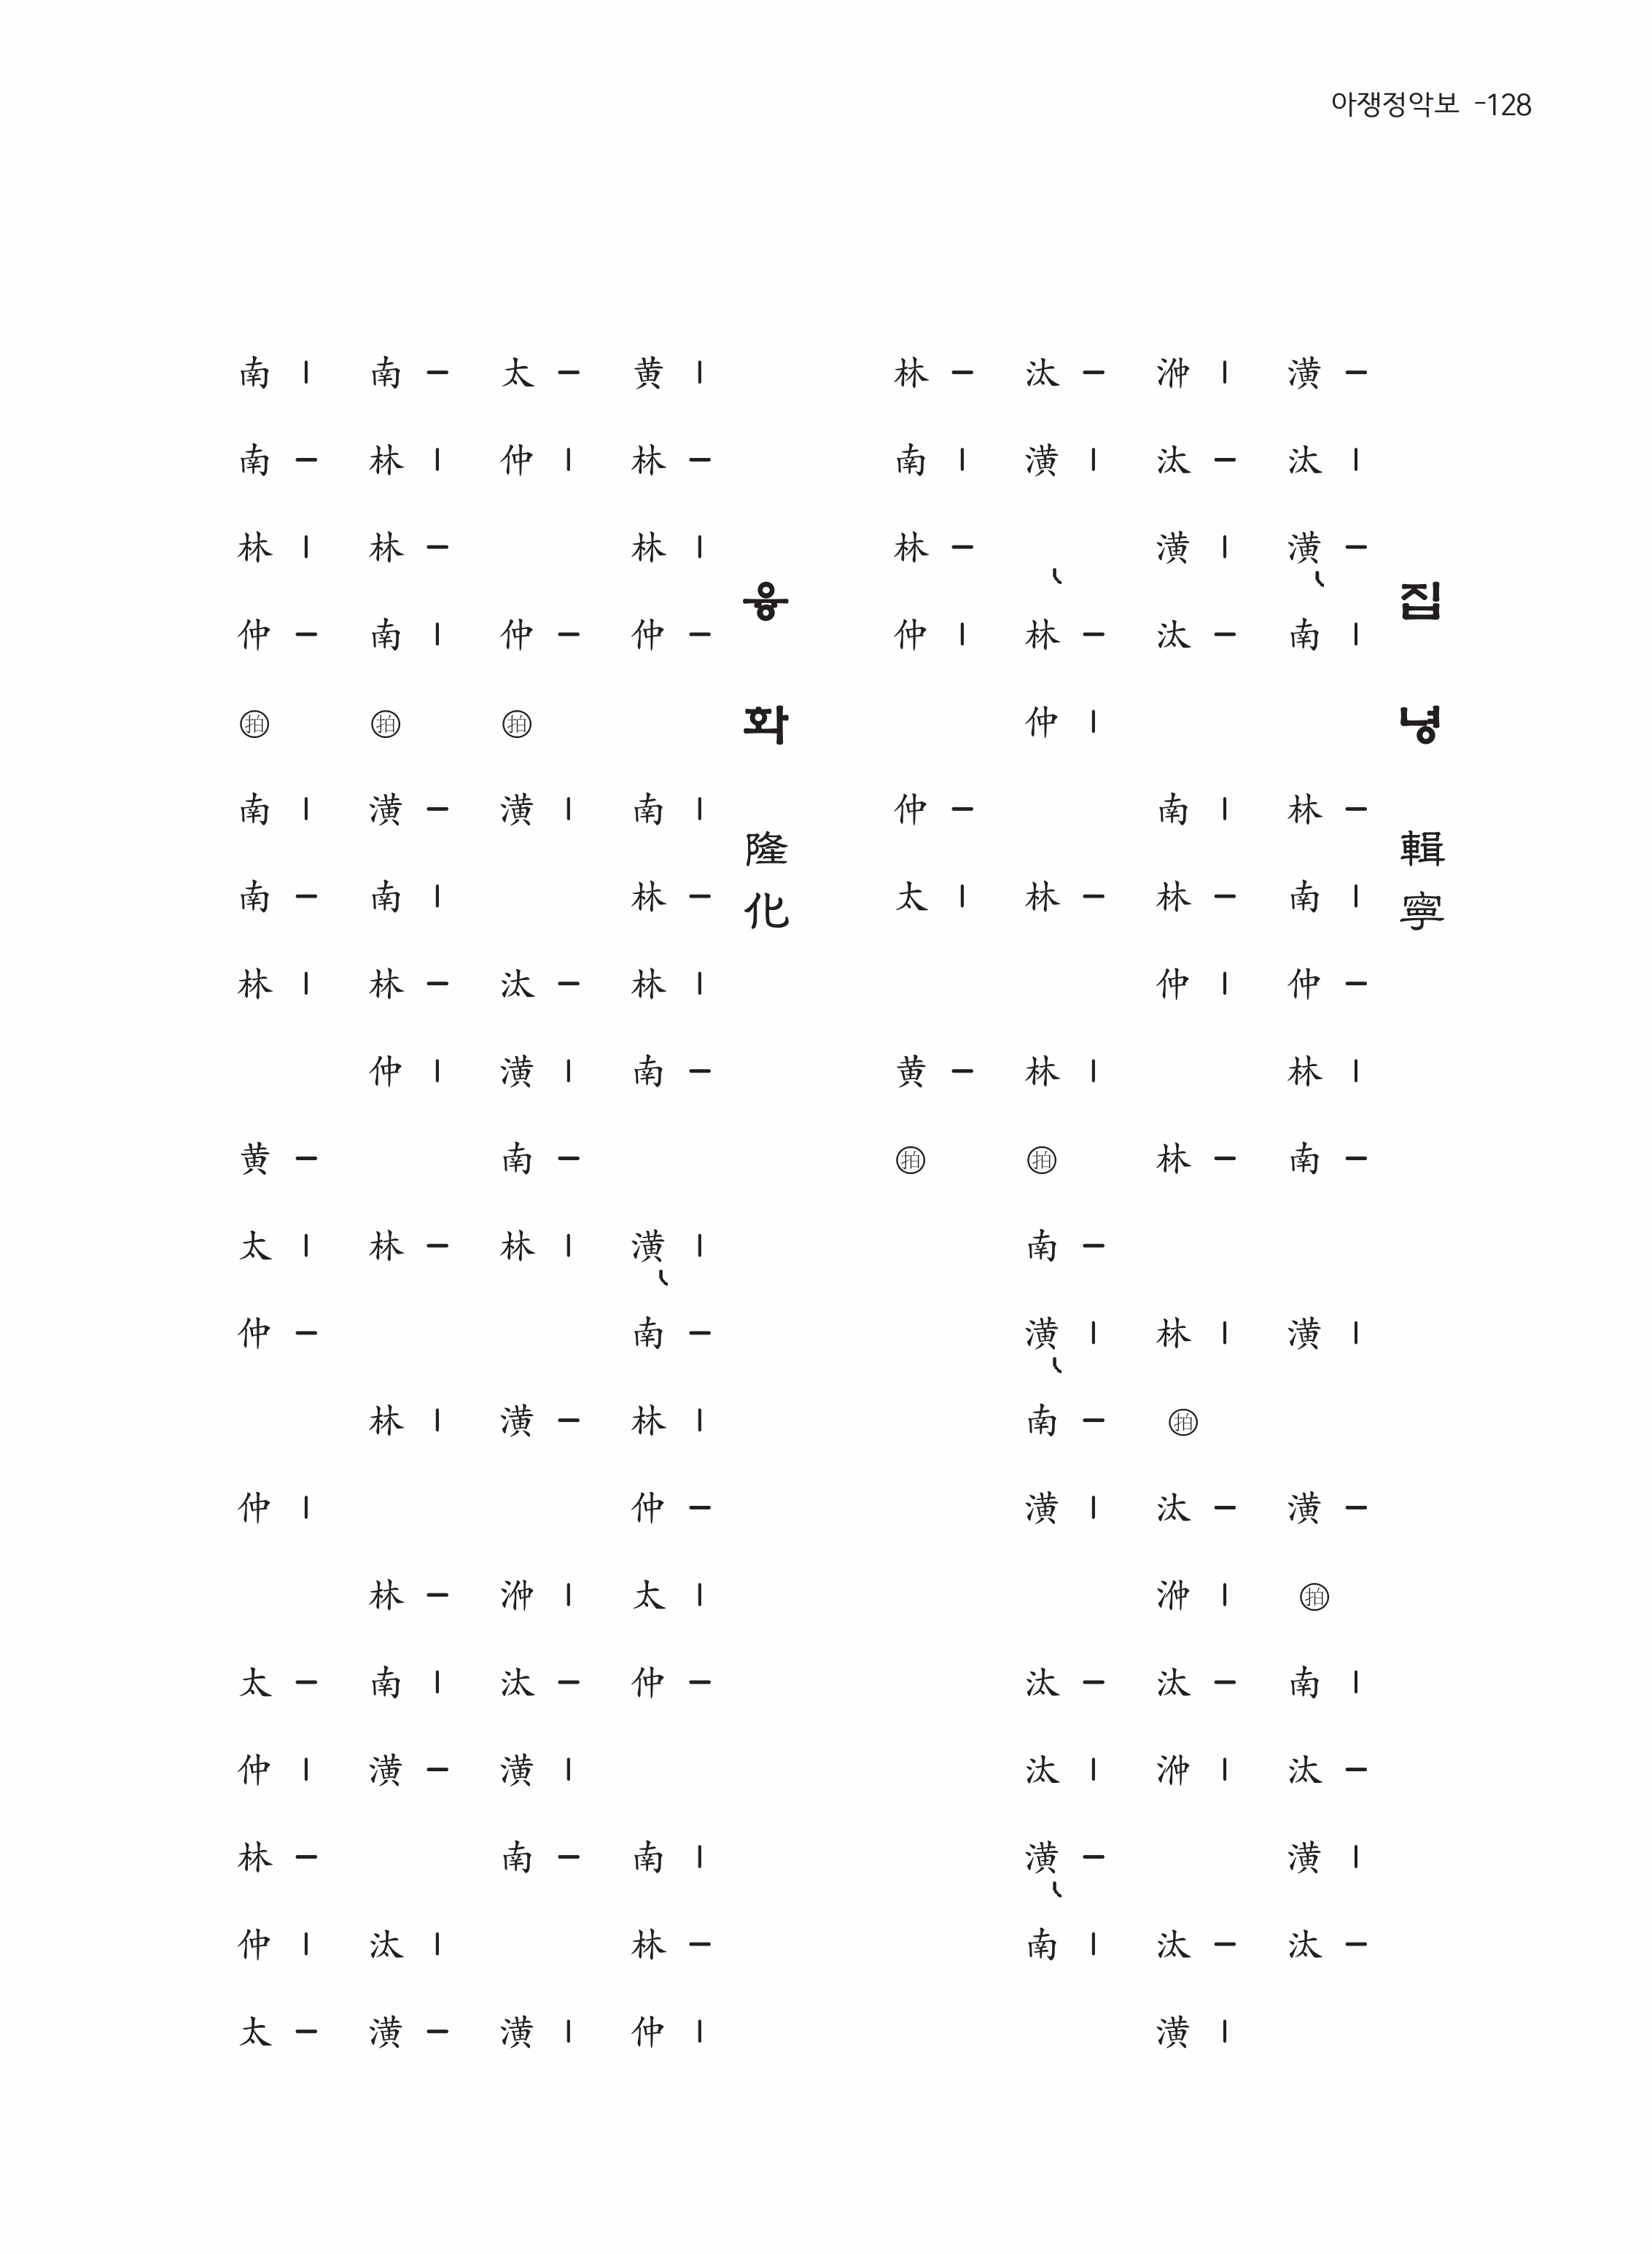 아쟁정악보 -128
집녕 輯寧
潢 - 汰 | 潢 - 南 | 林 - 南 | 仲 - 林 | 南 - 潢 | 潢 - 拍 南 | 汰 - 潢 | 汰 -
㳞 | 汰 - 潢 | 汰 - 南 | 林 - 仲 | 林 - 林 | 拍 汰 - 㳞 | 汰 - 㳞 | 汰 - 潢 |
汰 - 潢 | 林 - 仲 | 林 - 林 | 拍 南 - 潢 | 南 - 潢 | 汰 - 汰 | 潢 - 南 |
林 - 南 | 林 - 仲 | 仲 - 太 | 黄 - 拍
융화 隆化
黄 | 林 - 林 | 仲 - 南 | 林 - 林 | 南 - 潢 | 南 - 林 | 仲 - 太 | 仲 - 南 | 林 - 仲 |
太 - 仲 | 仲 - 拍 潢 | 汰 - 潢 | 南 - 林 | 潢 - 㳞 | 汰 - 潢 | 南 - 潢 |
南 - 林 | 林 - 南 | 拍 潢 - 南 | 林 - 仲 | 林 - 林 | 林 - 南 | 潢 - 汰 | 潢 -
南 | 南 - 林 | 仲 - 拍 南 | 南 - 林 | 黄 - 太 | 仲 - 仲 | 太 - 仲 | 林 - 仲 | 太 -